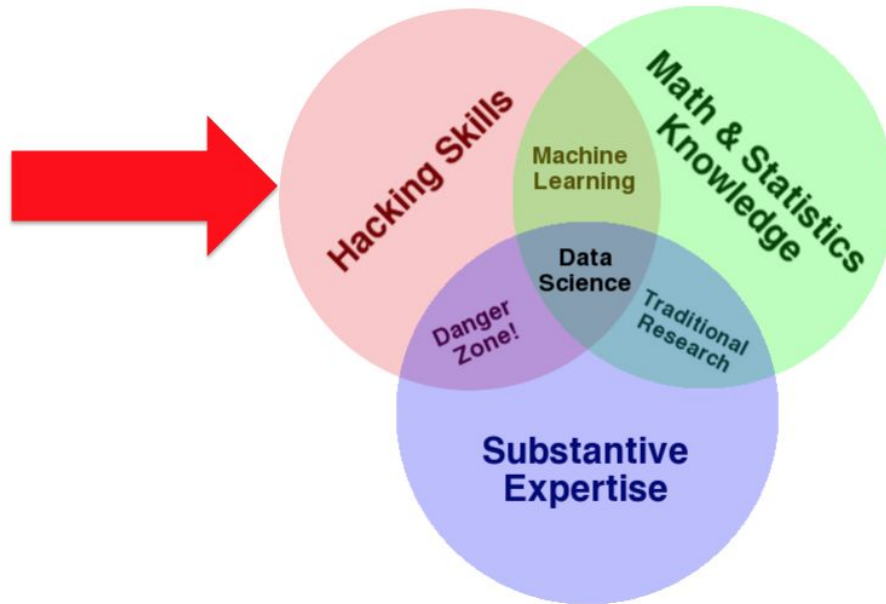 Hacking Skills
Math & Statistics
Knowledge
Machine
Learning
Data
Science
Danger
Zone!
Traditional
Research
Substantive
Expertise